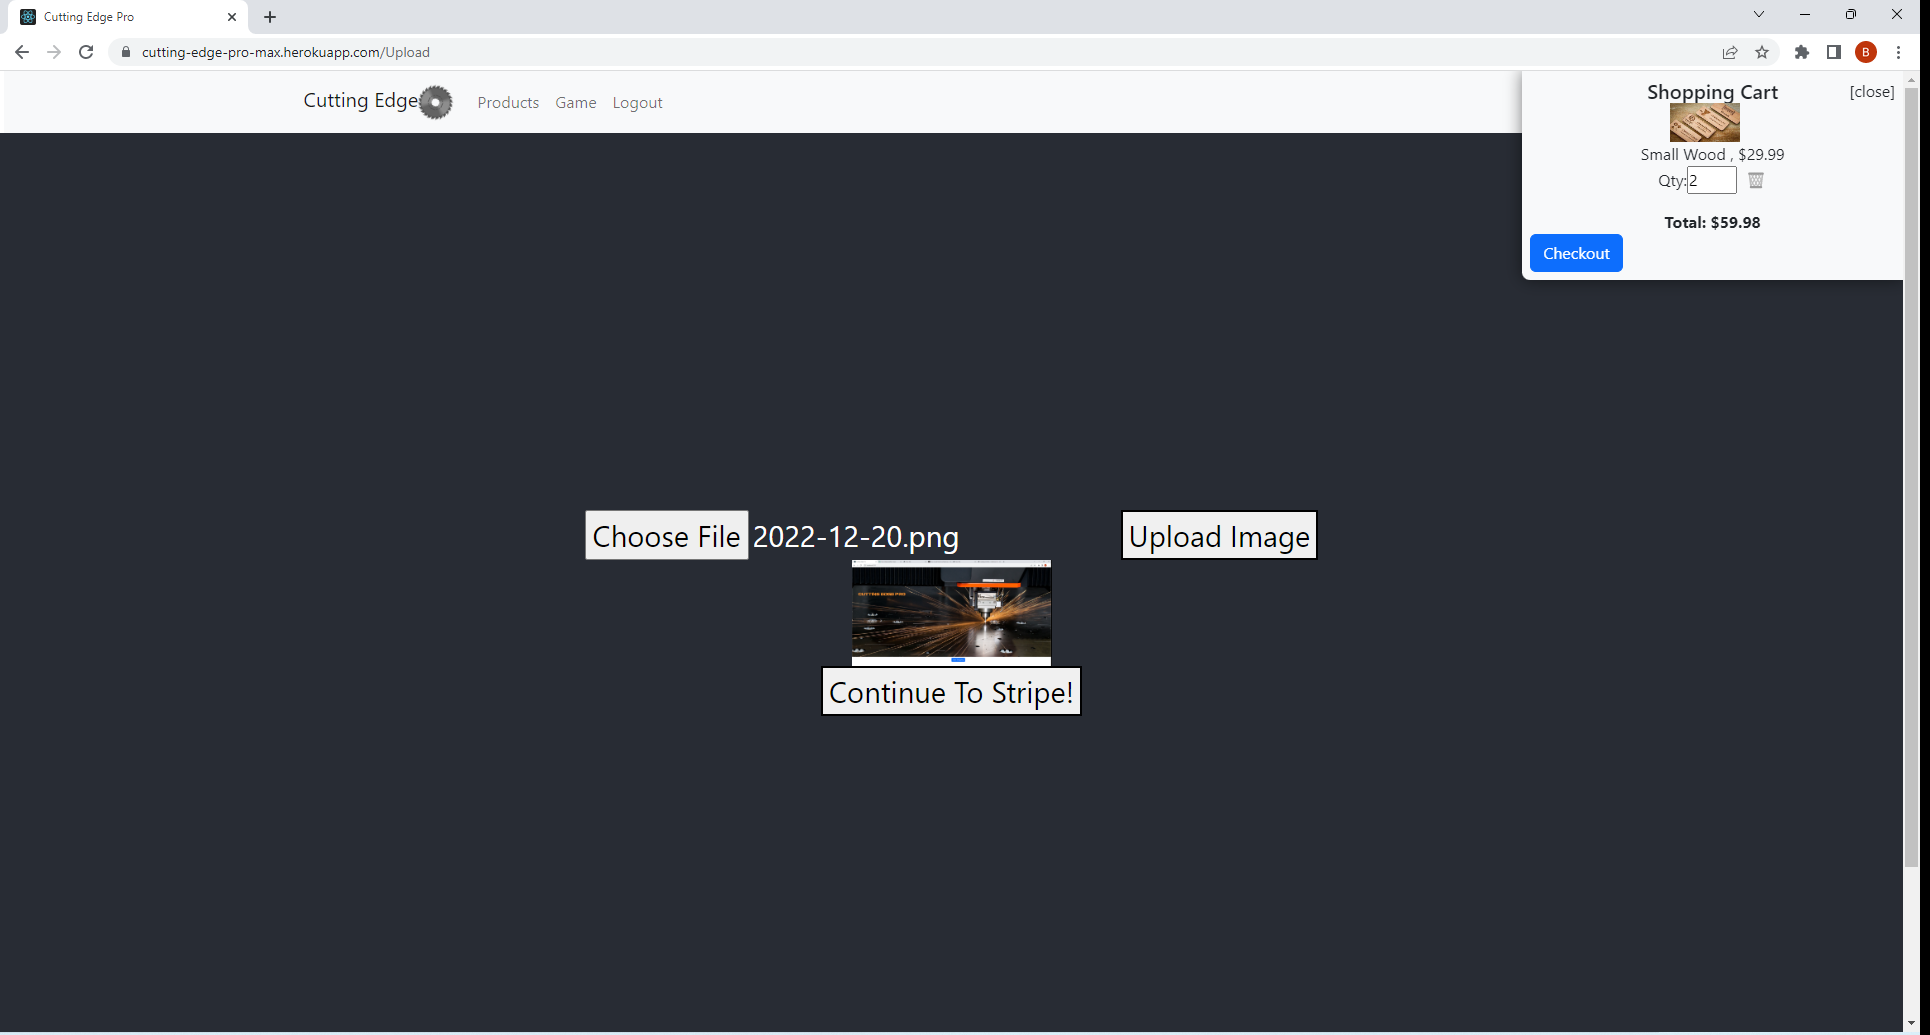 Cutting Edge Pro
cutting-edge-pro-max.herokuapp.com/Upload
B
Cutting Edge Products Game Logout
Shopping Cart [close]
Small Wood , $29.99
Qty: 2
Total: $59.98
Checkout
Choose File 2022-12-20.png Upload Image
CUTTING EDGE PRO
Continue To Stripe!